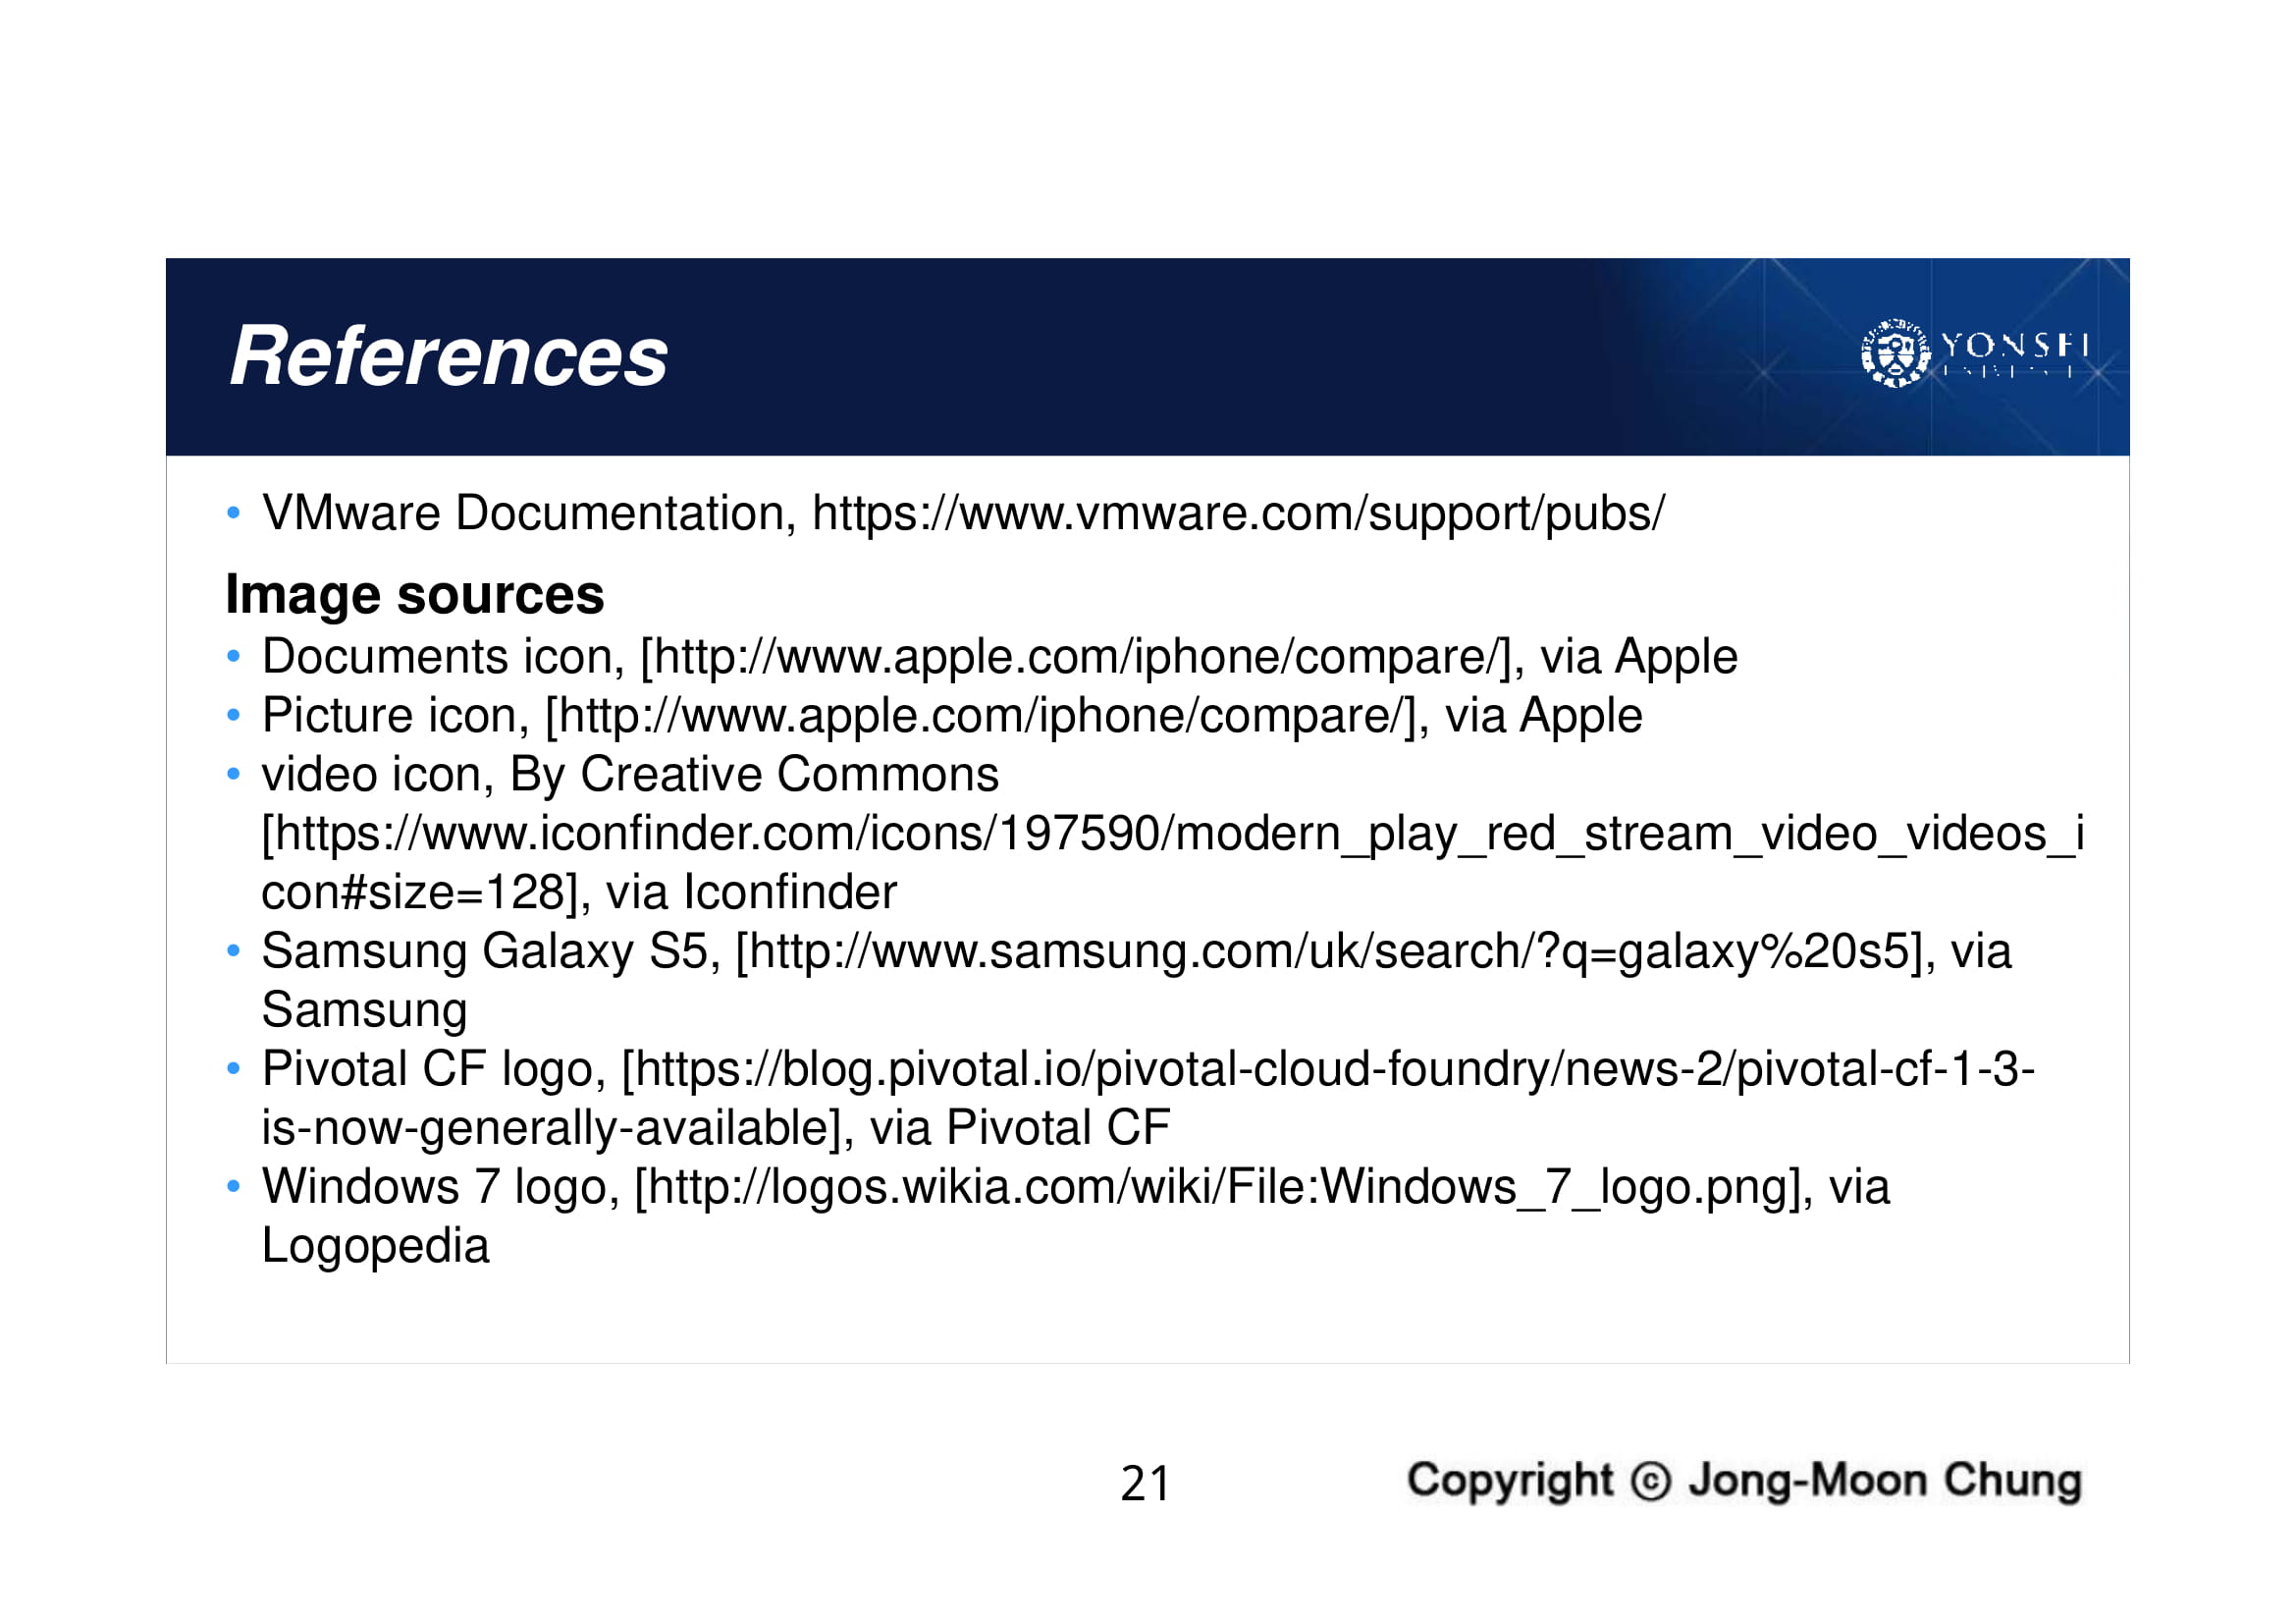 References
YONSEI
• VMware Documentation, https://www.vmware.com/support/pubs/
Image sources
• Documents icon, [http://www.apple.com/iphone/compare/], via Apple
• Picture icon, [http://www.apple.com/iphone/compare/], via Apple
• video icon, By Creative Commons
[https://www.iconfinder.com/icons/197590/modern_play_red_stream_video_videos_i
con#size=128], via Iconfinder
• Samsung Galaxy S5, [http://www.samsung.com/uk/search/?q=galaxy%20s5], via
Samsung
• Pivotal CF logo, [https://blog.pivotal.io/pivotal-cloud-foundry/news-2/pivotal-cf-1-3-
is-now-generally-available], via Pivotal CF
• Windows 7 logo, [http://logos.wikia.com/wiki/File:Windows_7_logo.png], via
Logopedia
21
Copyright © Jong-Moon Chung